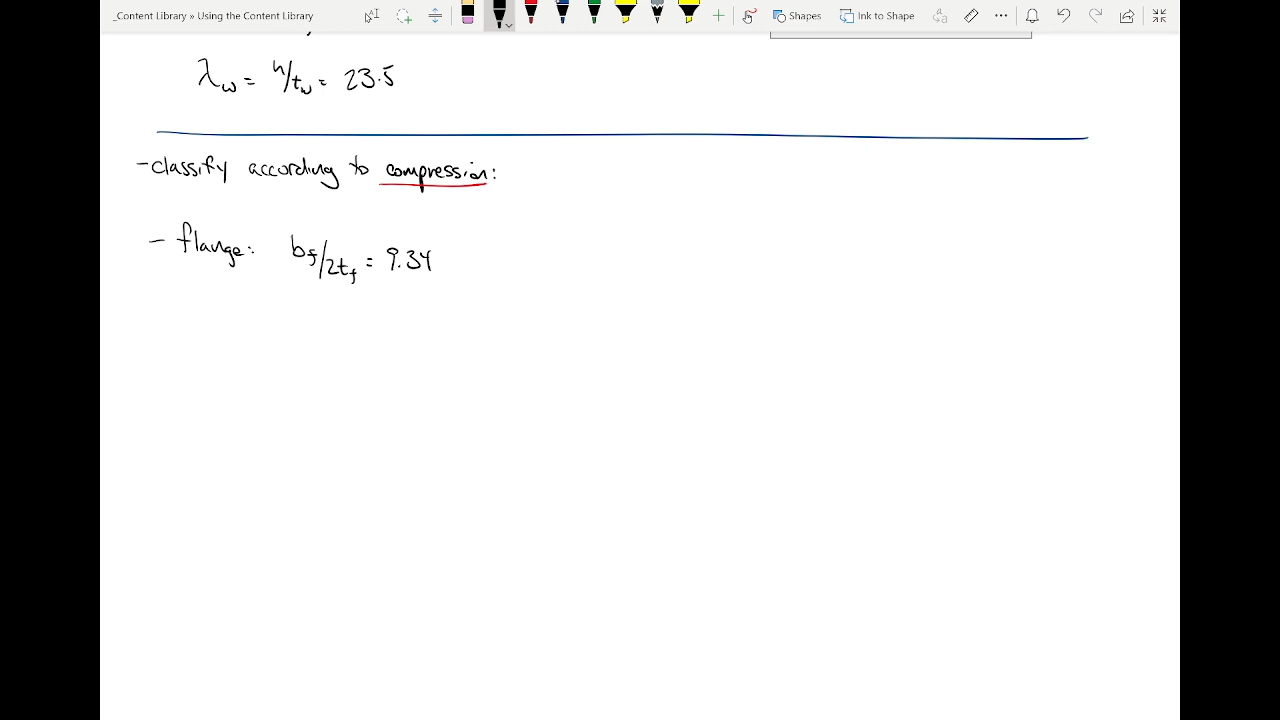 _Content Library » Using the Content Library
Shapes
Ink to Shape
λw = h/tw = 23.5
-classify according to compression:
- flange: bf/2tf = 9.34